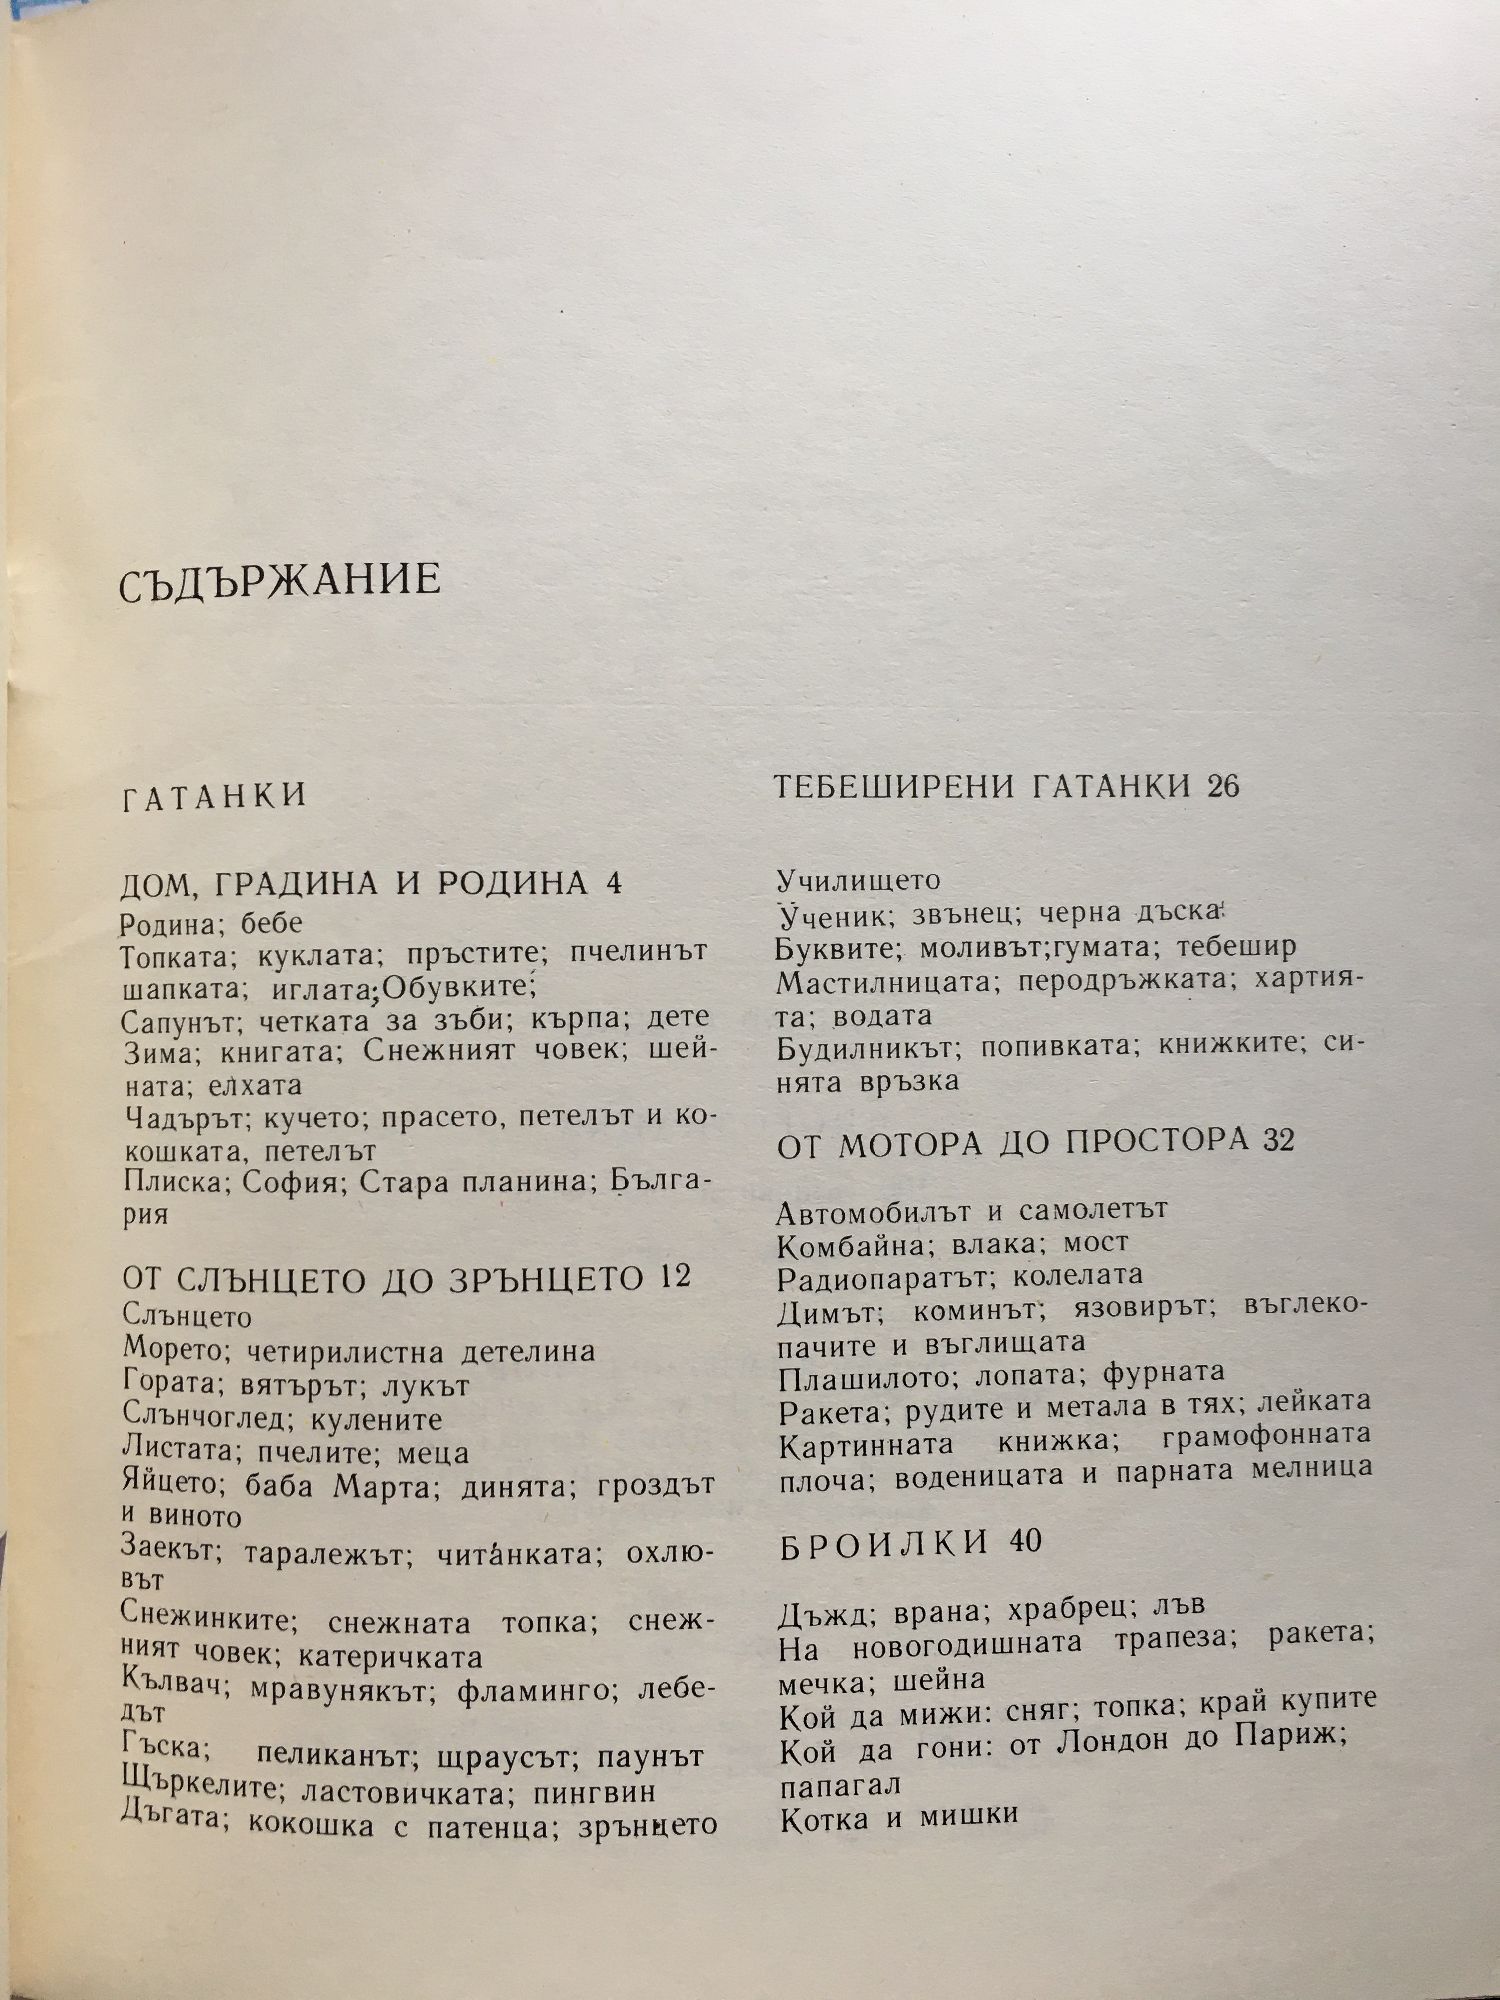 СЪДЪРЖАНИЕ
ГАТАНКИ
ДОМ, ГРАДИНА И РОДИНА 4
Родина; бебе
Топката; куклата; пръстите; пчелинът
шапката; иглата;Обувките;
Сапунът; четката за зъби; кърпа; дете
Зима; книгата; Снежният човек; шей-
ната; елхата
Чадърът; кучето; прасето, петелът и ко-
кошката, петелът
Плиска; София; Стара планина; Бълга-
рия
ОТ СЛЪНЦЕТО ДО ЗРЪНЦЕТО 12
Слънцето
Морето; четирилистна детелина
Гората; вятърът; лукът
Слънчоглед; кулените
Листата; пчелите; меца
Яйцето; баба Марта; динята; гроздът
и виното
Заекът; таралежът; читанката; охлю-
вът
Снежинките; снежната топка; снеж-
ният човек; катеричката
Кълвач; мравунякът; фламинго; лебе-
дът
Гъска; пеликанът; щраусът; паунът
Щъркелите; ластовичката; пингвин
Дъгата; кокошка с патенца; зрънцето
ТЕБЕШИРЕНИ ГАТАНКИ 26
Училището
Ученик; звънец; черна дъска
Буквите; моливът;гумата; тебешир
Мастилницата; перодръжката; хартия-
та; водата
Будилникът; попивката; книжките; си-
нята връзка
ОТ МОТОРА ДО ПРОСТОРА 32
Автомобилът и самолетът
Комбайна; влака; мост
Радиопаратът; колелата
Димът; коминът; язовирът; въглеко-
пачите и въглищата
Плашилото; лопата; фурната
Ракета; рудите и метала в тях; лейката
Картинната книжка; грамофонната
плоча; воденицата и парната мелница
БРОИЛКИ 40
Дъжд; врана; храбрец; лъв
На новогодишната трапеза; ракета;
мечка; шейна
Кой да мижи: сняг; топка; край купите
Кой да гони: от Лондон до Париж;
папагал
Котка и мишки